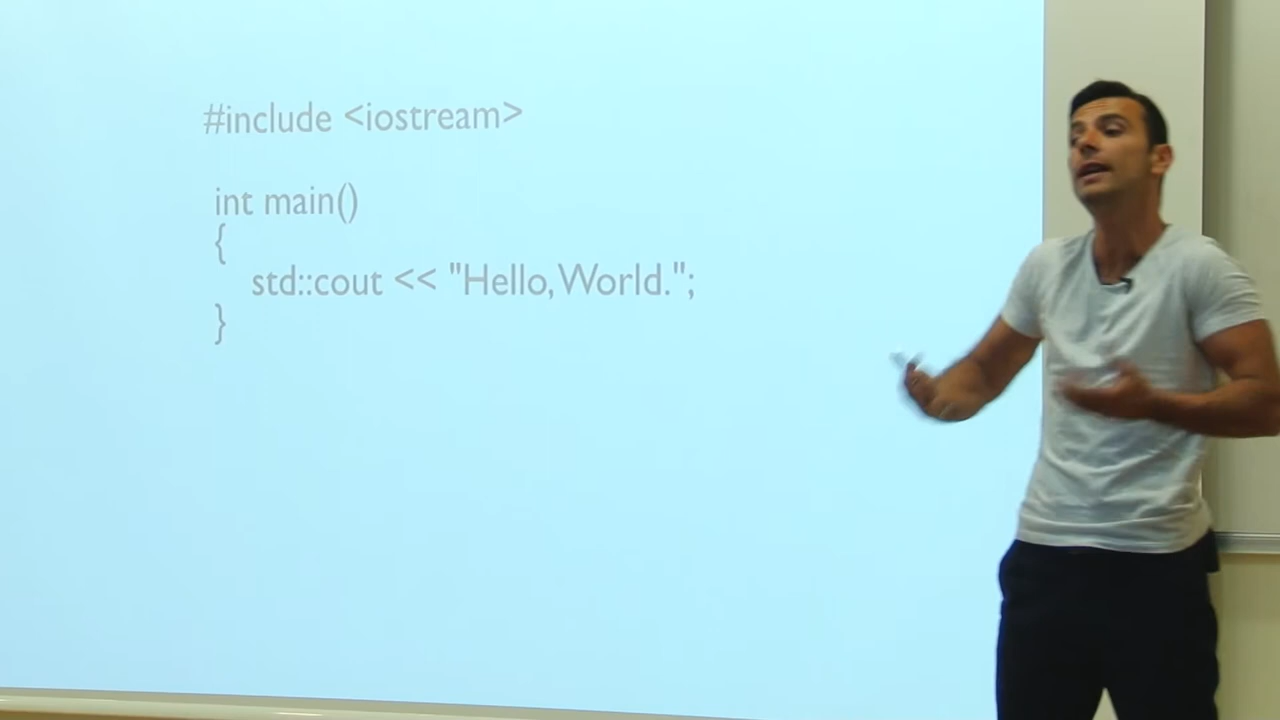 #include <iostream>
int main()
{
std::cout << "Hello, World.";
}